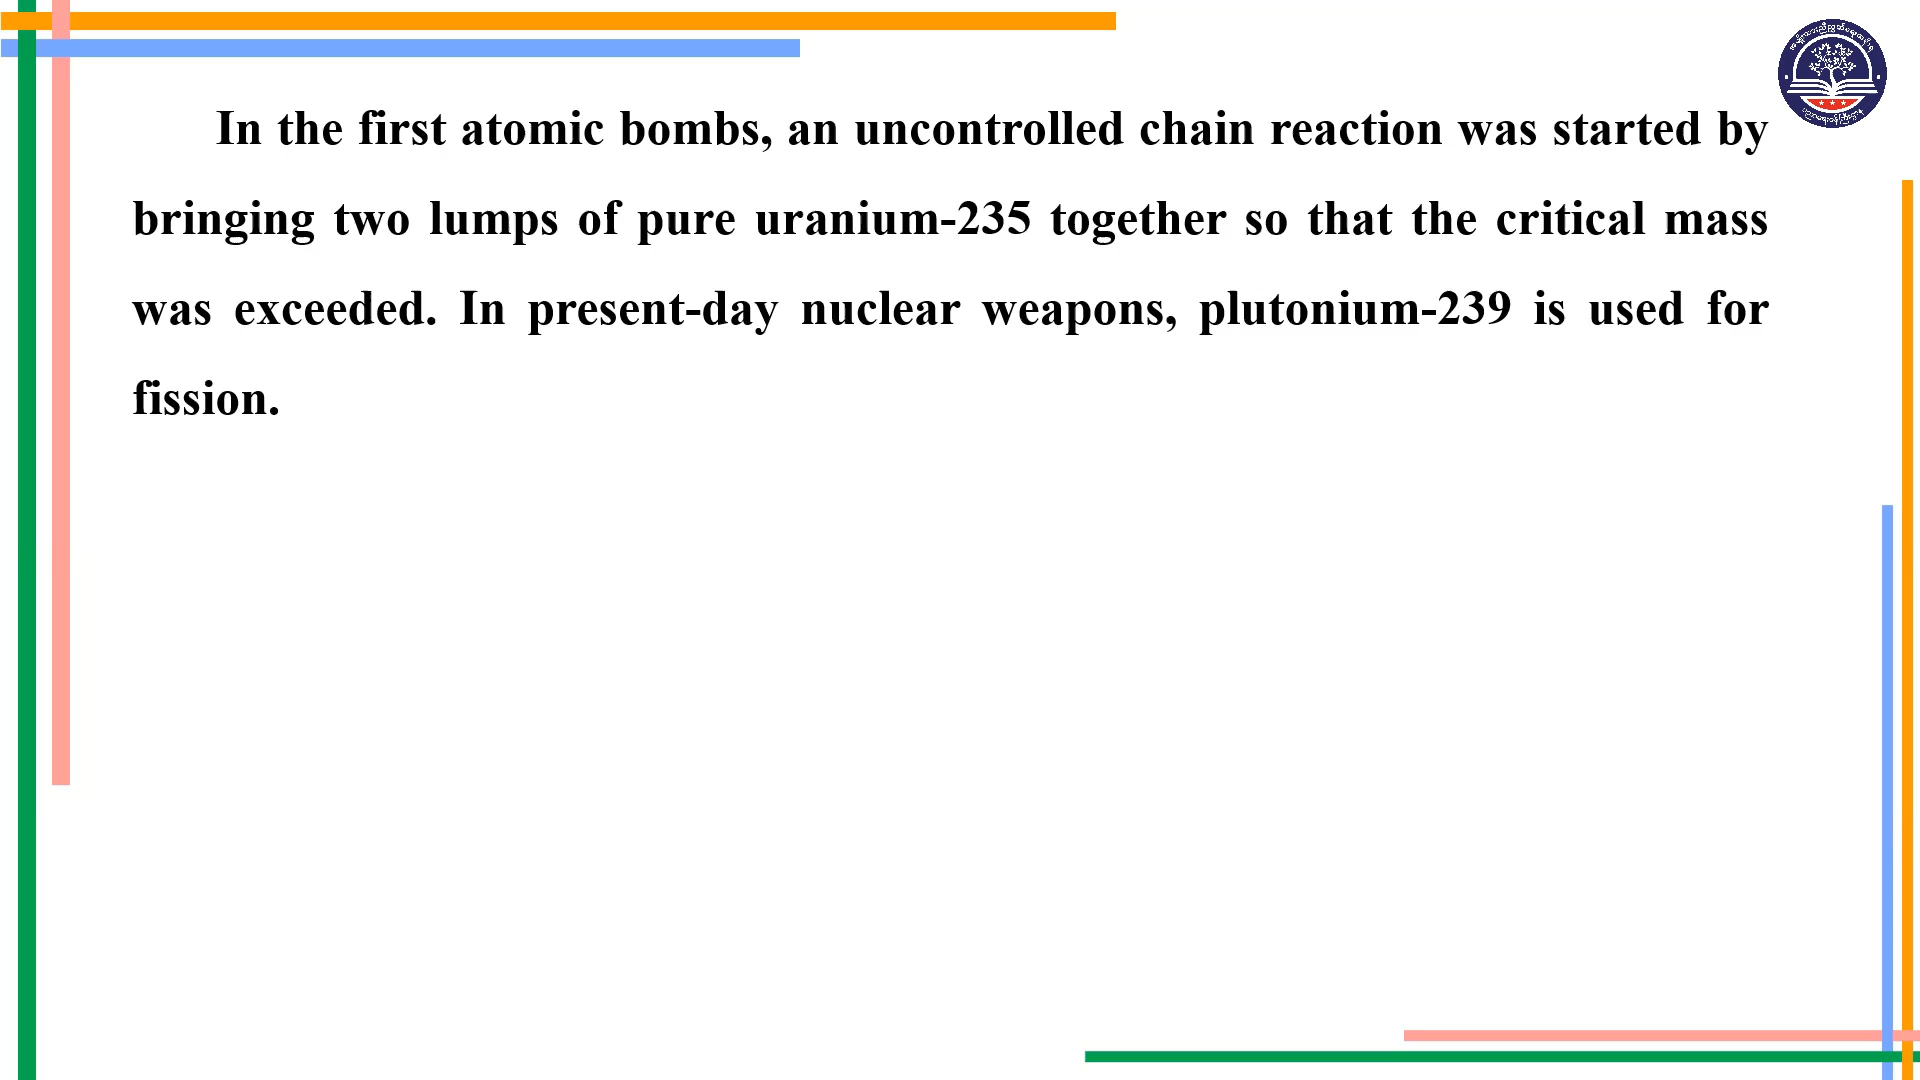 In the first atomic bombs, an uncontrolled chain reaction was started by
bringing two lumps of pure uranium-235 together so that the critical mass
was exceeded. In present-day nuclear weapons, plutonium-239 is used for
fission.